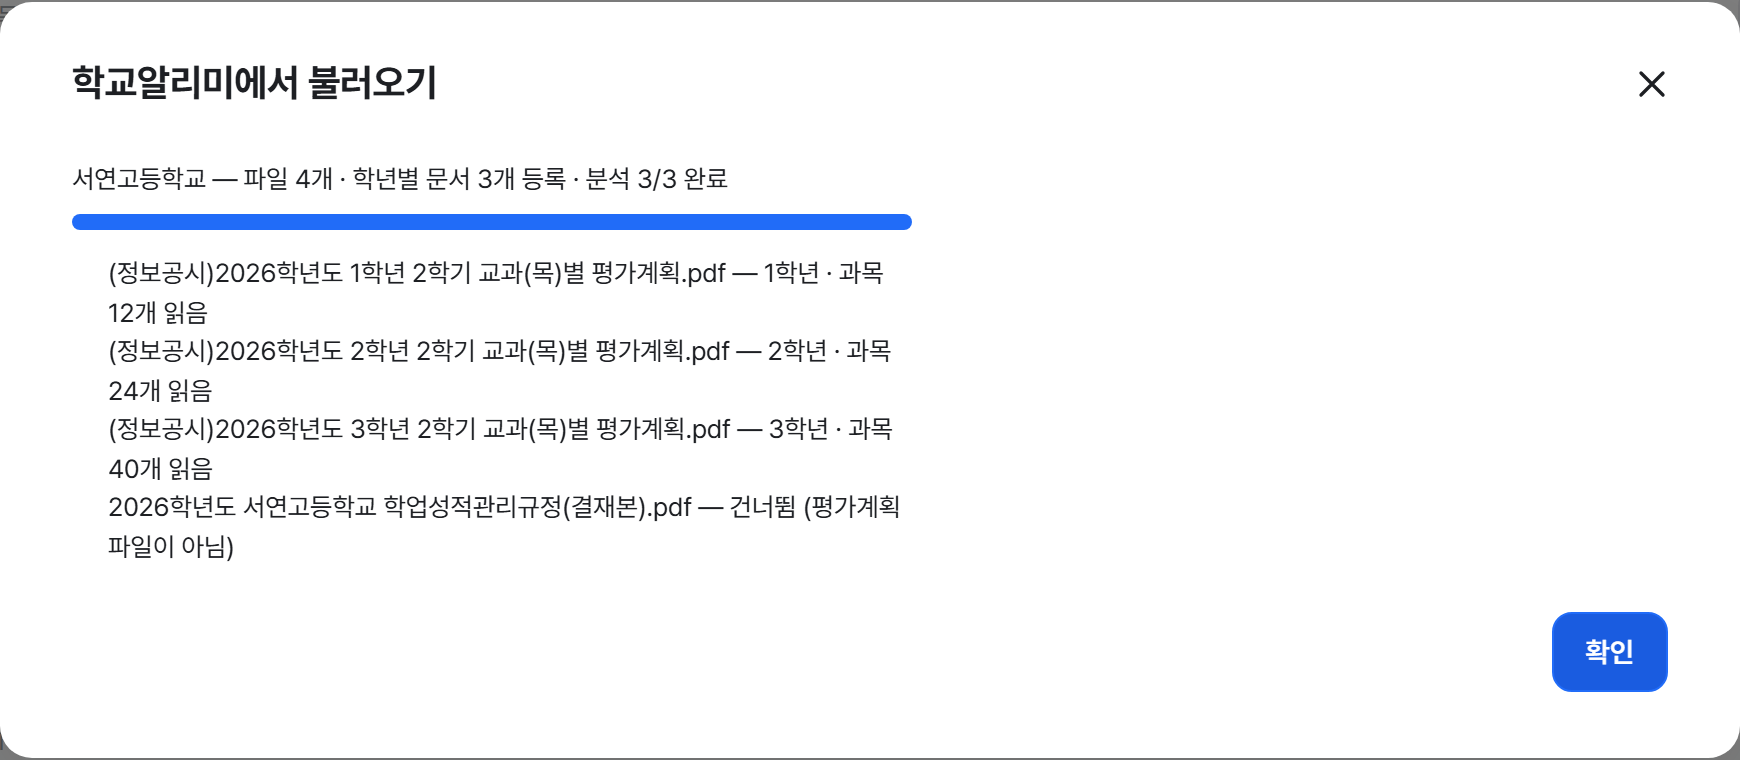 학교알리미에서 불러오기
서연고등학교 — 파일 4개 · 학년별 문서 3개 등록 · 분석 3/3 완료
(정보공시)2026학년도 1학년 2학기 교과(목)별 평가계획.pdf — 1학년 · 과목
12개 읽음
(정보공시)2026학년도 2학년 2학기 교과(목)별 평가계획.pdf — 2학년 · 과목
24개 읽음
(정보공시)2026학년도 3학년 2학기 교과(목)별 평가계획.pdf — 3학년 · 과목
40개 읽음
2026학년도 서연고등학교 학업성적관리규정(결재본).pdf — 건너뜀 (평가계획
파일이 아님)
확인